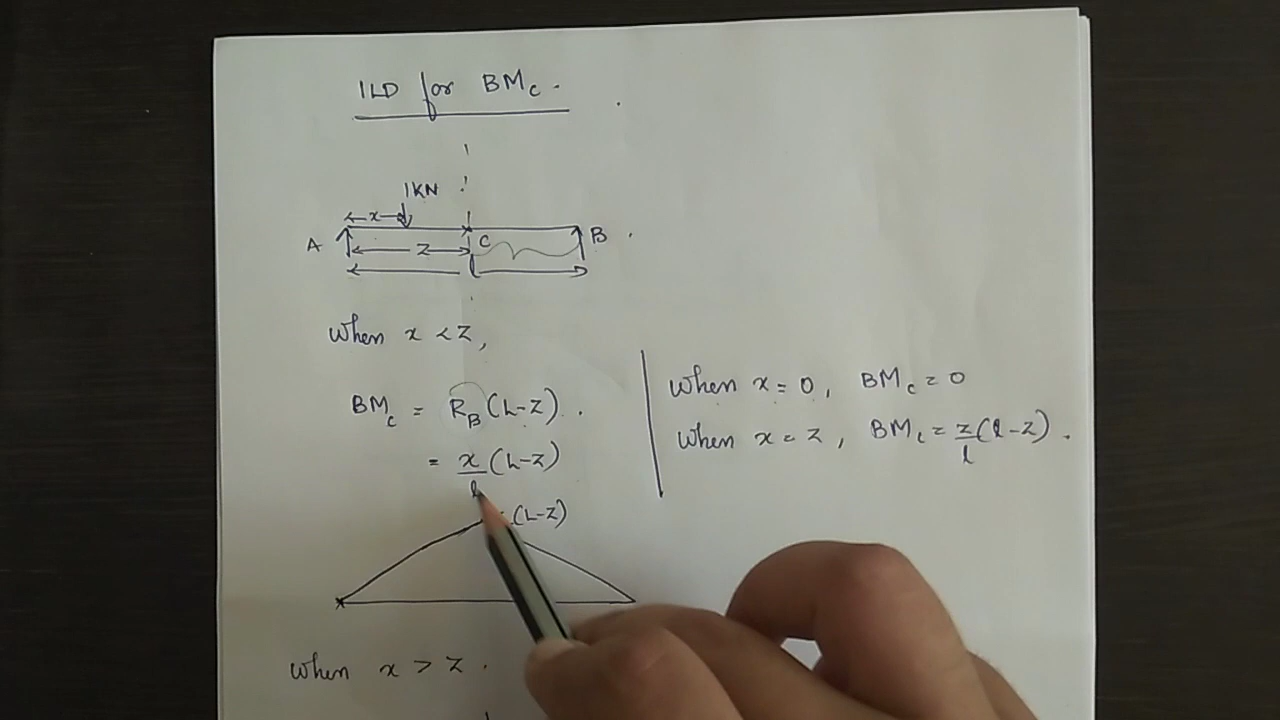 ILD for BMc.
1KN
x
A
Z
C
B
l
When x < z,
BMc = RB(L-z).
= x/l (L-z)
(L-z)
When x = 0, BMc = 0
When x = z, BMc = z/l (l-z).
When x > z.